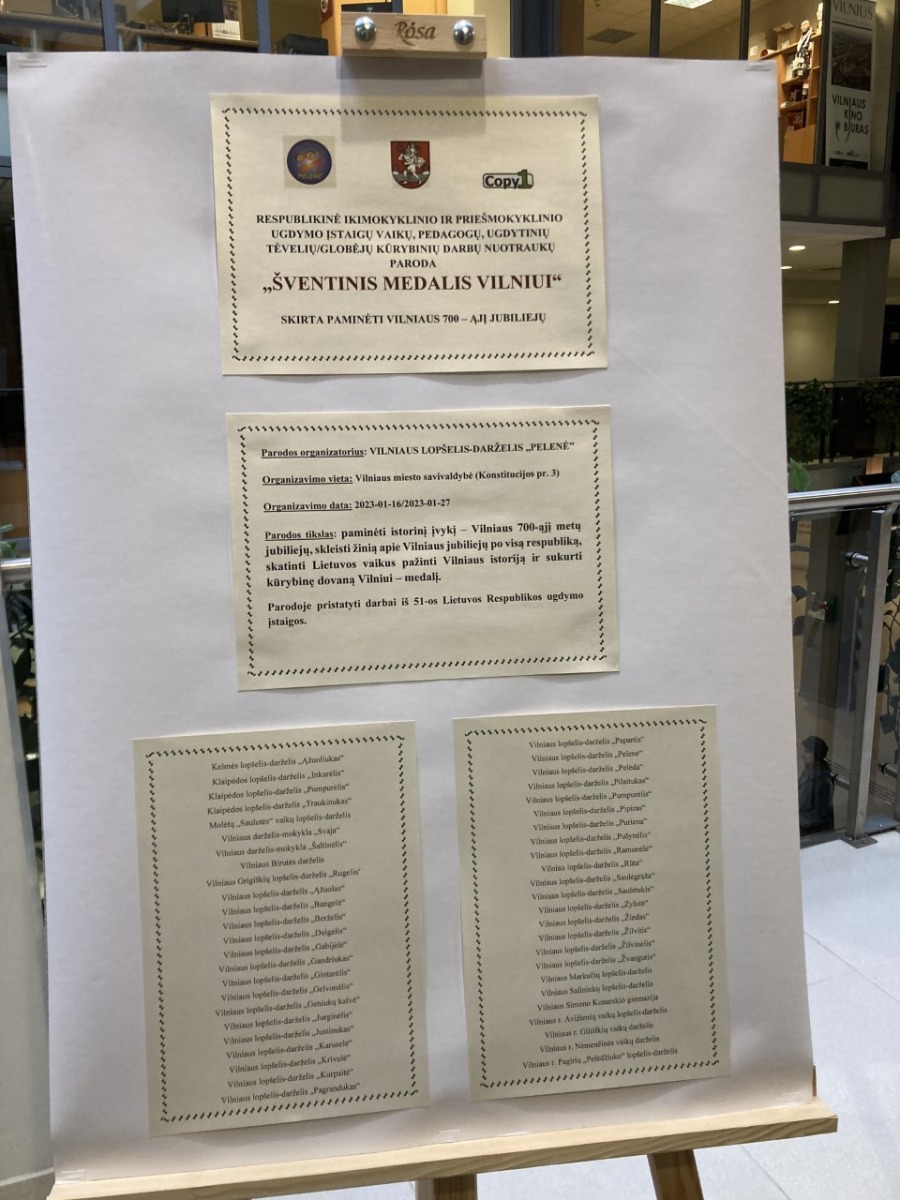 Rosa
VILNIUS
VILNIAUS
KINO
BIURAS
Copy1
RESPUBLIKINĖ IKIMOKYKLINIO IR PRIEŠMOKYKLINIO
UGDYMO ĮSTAIGŲ VAIKŲ, PEDAGOGŲ, UGDYTINIŲ
TĖVELIŲ/GLOBĖJŲ KŪRYBINIŲ DARBŲ NUOTRAUKŲ
PARODA
„ŠVENTINIS MEDALIS VILNIUI“
SKIRTA PAMINĖTI VILNIAUS 700 – ĄJĮ JUBILIEJŲ
Parodos organizatorius: VILNIAUS LOPŠELIS-DARŽELIS „PELENĖ“
Organizavimo vieta: Vilniaus miesto savivaldybė (Konstitucijos pr. 3)
Organizavimo data: 2023-01-16/2023-01-27
Parodos tikslas: paminėti istorinį įvykį – Vilniaus 700-ąjį metų
jubiliejų, skleisti žinią apie Vilniaus jubiliejų po visą respubliką,
skatinti Lietuvos vaikus pažinti Vilniaus istoriją ir sukurti
kūrybinę dovaną Vilniui – medalį.
Parodoje pristatyti darbai iš 51-os Lietuvos Respublikos ugdymo
įstaigos.
Kelmės lopšelis-darželis „Ąžuoliukas“
Klaipėdos lopšelis-darželis „Inkarėlis“
Klaipėdos lopšelis-darželis „Pumpurėlis“
Klaipėdos lopšelis-darželis „Traukinukas“
Molėtų „Saulutės“ vaikų lopšelis-darželis
Vilniaus darželis-mokykla „Svaja“
Vilniaus darželis-mokykla „Šaltinėlis“
Vilniaus Birutės darželis
Vilniaus Grigiškių lopšelis-darželis „Rugelis“
Vilniaus lopšelis-darželis „Ąžuolas“
Vilniaus lopšelis-darželis „Bangelė“
Vilniaus lopšelis-darželis „Berželis“
Vilniaus lopšelis-darželis „Daigelis“
Vilniaus lopšelis-darželis „Gabijėlė“
Vilniaus lopšelis-darželis „Gandriukas“
Vilniaus lopšelis-darželis „Gintarėlis“
Vilniaus lopšelis-darželis „Gelvonėlis“
Vilniaus lopšelis-darželis „Geniukų kalvė“
Vilniaus lopšelis-darželis „Jurginėlis“
Vilniaus lopšelis-darželis „Justinukas“
Vilniaus lopšelis-darželis „Karuselė“
Vilniaus lopšelis-darželis „Krivulė“
Vilniaus lopšelis-darželis „Kurpaitė“
Vilniaus lopšelis-darželis „Pagrandukas“
Vilniaus lopšelis-darželis „Papartis“
Vilniaus lopšelis-darželis „Pelenė“
Vilniaus lopšelis-darželis „Pelėda“
Vilniaus lopšelis-darželis „Pilaitukas“
Vilniaus lopšelis-darželis „Pumpurėlis“
Vilniaus lopšelis-darželis „Pipiras“
Vilniaus lopšelis-darželis „Puriena“
Vilniaus lopšelis-darželis „Pušynėlis“
Vilniaus lopšelis-darželis „Ramunėlė“
Vilniaus lopšelis-darželis „Rūta“
Vilniaus lopšelis-darželis „Saulėgrąža“
Vilniaus lopšelis-darželis „Saulėtekis“
Vilniaus lopšelis-darželis „Zylutė“
Vilniaus lopšelis-darželis „Žiedas“
Vilniaus lopšelis-darželis „Žilvitis“
Vilniaus lopšelis-darželis „Žilvinėlis“
Vilniaus lopšelis-darželis „Žvangutis“
Vilniaus Markučių lopšelis-darželis
Vilniaus Salininkų lopšelis-darželis
Vilniaus Simono Konarskio gimnazija
Vilniaus r. Avižienių vaikų lopšelis-darželis
Vilniaus r. Glitiškių vaikų darželis
Vilniaus r. Nemenčinės vaikų darželis
Vilniaus r. Pagirių „Pelėdžiuko“ lopšelis-darželis